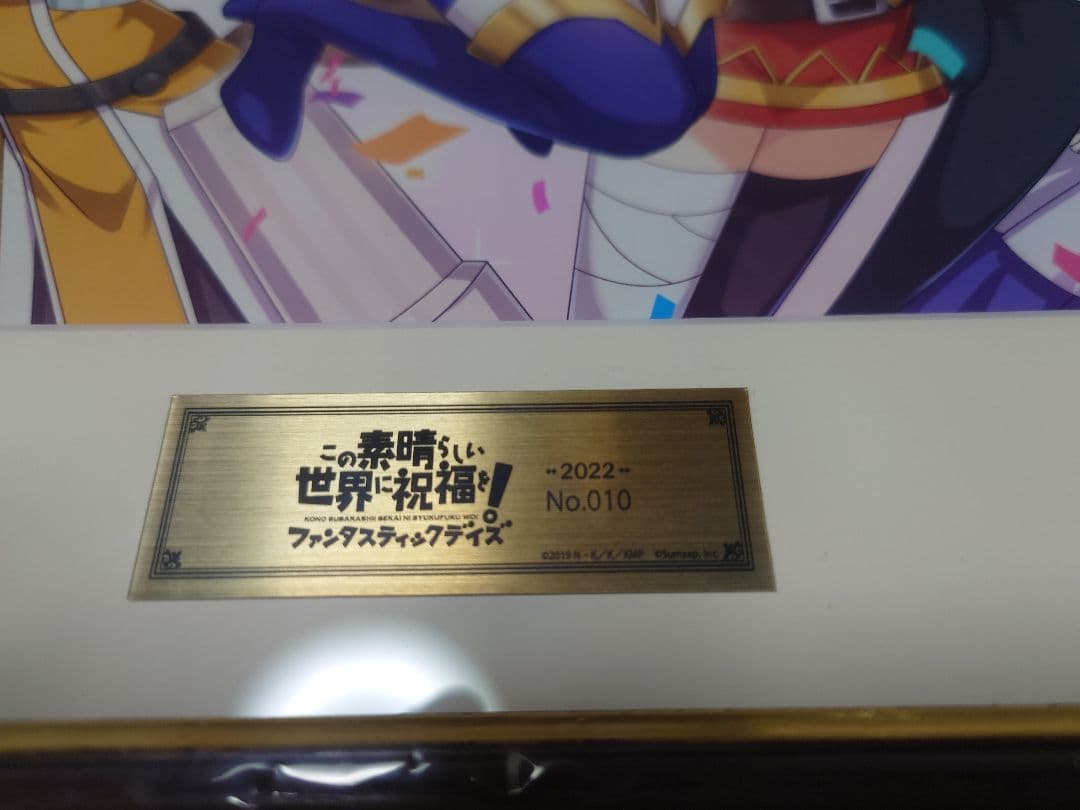 この素晴らしい
世界に祝福を!
KONO SUBARASHII SEKAI NI SYUKUFUKU WO!
ファンタスティックデイズ
2022
No.010
©2019 N・K/K/KMP ©Sumzap, Inc.